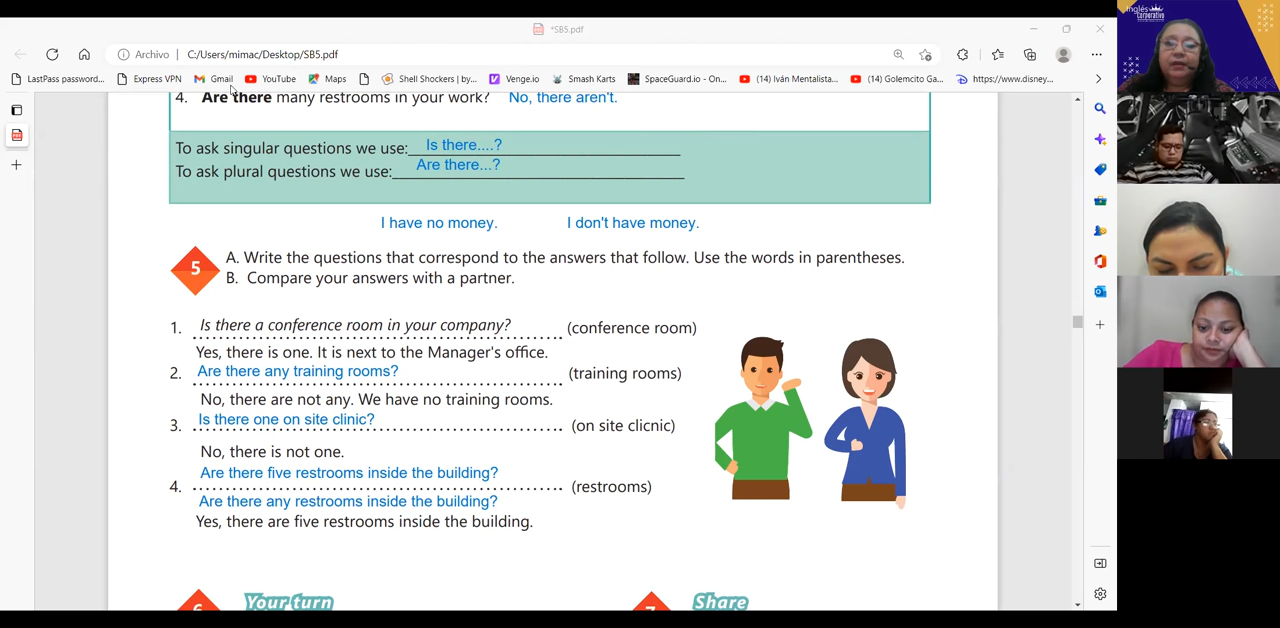 *SB5.pdf
Archivo | C:/Users/mimac/Desktop/SB5.pdf
LastPass password... Express VPN Gmail YouTube Maps Shell Shockers | by... Venge.io Smash Karts SpaceGuard.io - On... (14) Iván Mentalista... (14) Golemcito Ga... https://www.disney...
Inglés
Corporativo
4. Are there many restrooms in your work? No, there aren't.
To ask singular questions we use: Is there....?
To ask plural questions we use: Are there...?
I have no money. I don't have money.
5 A. Write the questions that correspond to the answers that follow. Use the words in parentheses.
B. Compare your answers with a partner.
1. Is there a conference room in your company? (conference room)
Yes, there is one. It is next to the Manager's office.
2. Are there any training rooms? (training rooms)
No, there are not any. We have no training rooms.
3. Is there one on site clinic? (on site clicnic)
No, there is not one.
Are there five restrooms inside the building?
4. (restrooms)
Are there any restrooms inside the building?
Yes, there are five restrooms inside the building.
6 Your turn
7 Share